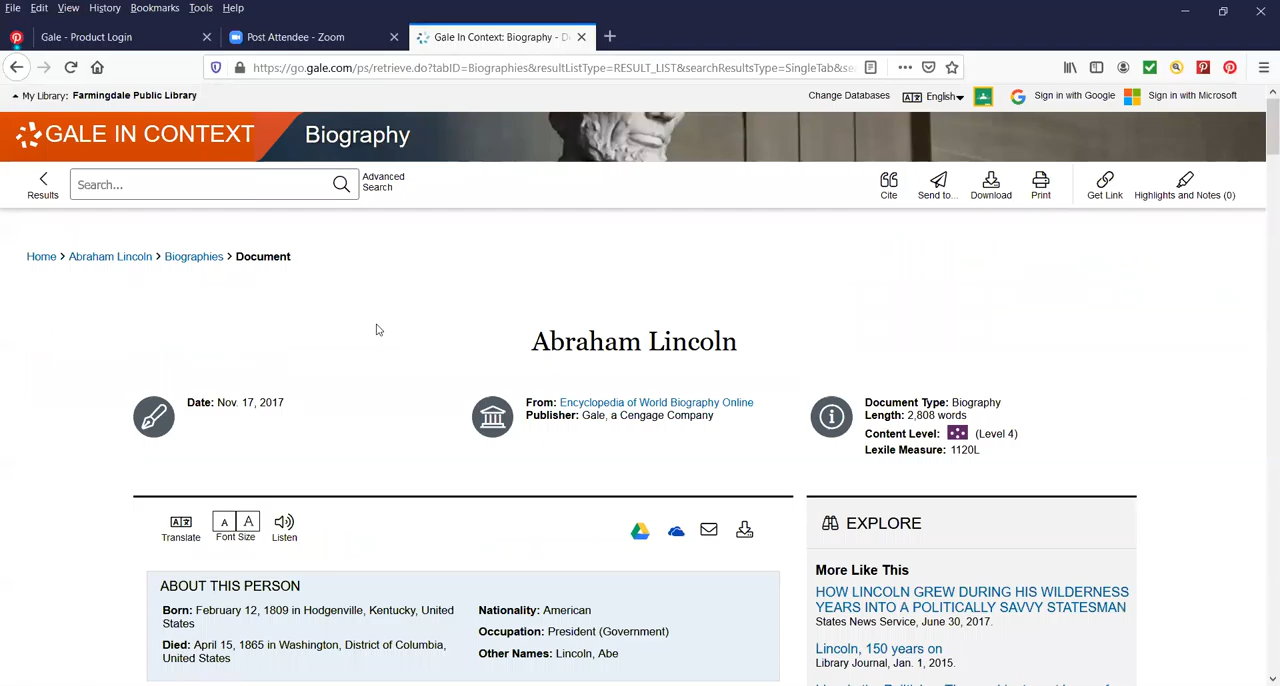 File Edit View History Bookmarks Tools Help
Gale - Product Login
Post Attendee - Zoom
Gale In Context: Biography - D
https://go.gale.com/ps/retrieve.do?tabID=Biographies&resultListType=RESULT_LIST&searchResultsType=SingleTab&se
My Library: Farmingdale Public Library
Change Databases English Sign in with Google Sign in with Microsoft
GALE IN CONTEXT Biography
Results
Search...
Advanced
Search
Cite Send to... Download Print Get Link Highlights and Notes (0)
Home > Abraham Lincoln > Biographies > Document
Abraham Lincoln
Date: Nov. 17, 2017
From: Encyclopedia of World Biography Online
Publisher: Gale, a Cengage Company
Document Type: Biography
Length: 2,808 words
Content Level: (Level 4)
Lexile Measure: 1120L
Translate
A A
Font Size
Listen
ABOUT THIS PERSON
Born: February 12, 1809 in Hodgenville, Kentucky, United
States
Died: April 15, 1865 in Washington, District of Columbia,
United States
Nationality: American
Occupation: President (Government)
Other Names: Lincoln, Abe
EXPLORE
More Like This
HOW LINCOLN GREW DURING HIS WILDERNESS
YEARS INTO A POLITICALLY SAVVY STATESMAN
States News Service, June 30, 2017.
Lincoln, 150 years on
Library Journal, Jan. 1, 2015.